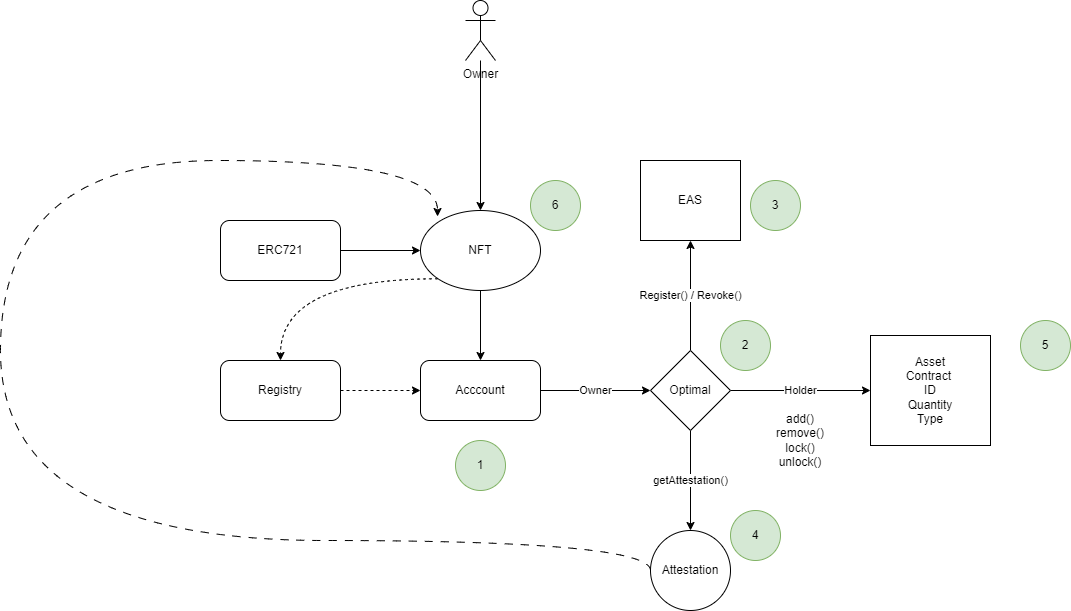 Owner
6
EAS
3
ERC721
NFT
Register() / Revoke()
2
5
Registry
Acccount
Owner
Optimal
Holder
Asset
Contract
ID
Quantity
Type
add()
remove()
lock()
unlock()
1
getAttestation()
4
Attestation